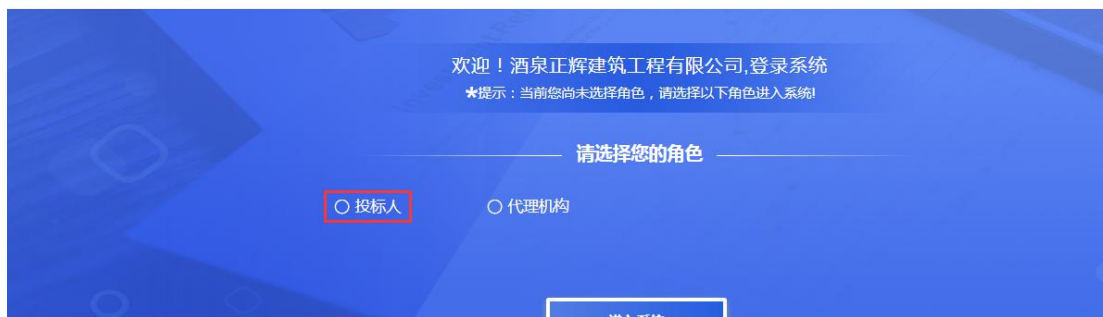 欢迎！酒泉正辉建筑工程有限公司,登录系统
★提示：当前您尚未选择角色，请选择以下角色进入系统!
请选择您的角色
投标人 代理机构